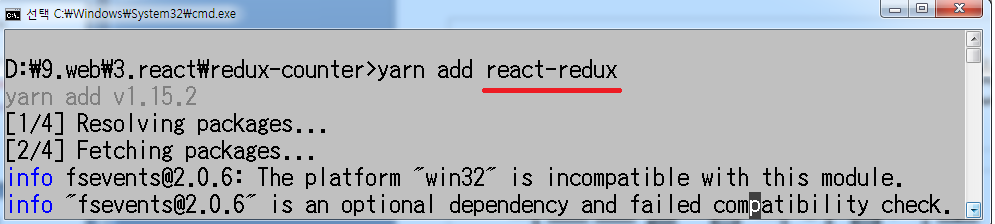 선택 C:₩Windows₩System32₩cmd.exe
D:₩9.web₩3.react₩redux-counter>yarn add react-redux
yarn add v1.15.2
[1/4] Resolving packages...
[2/4] Fetching packages...
info fsevents@2.0.6: The platform "win32" is incompatible with this module.
info "fsevents@2.0.6" is an optional dependency and failed compatibility check.